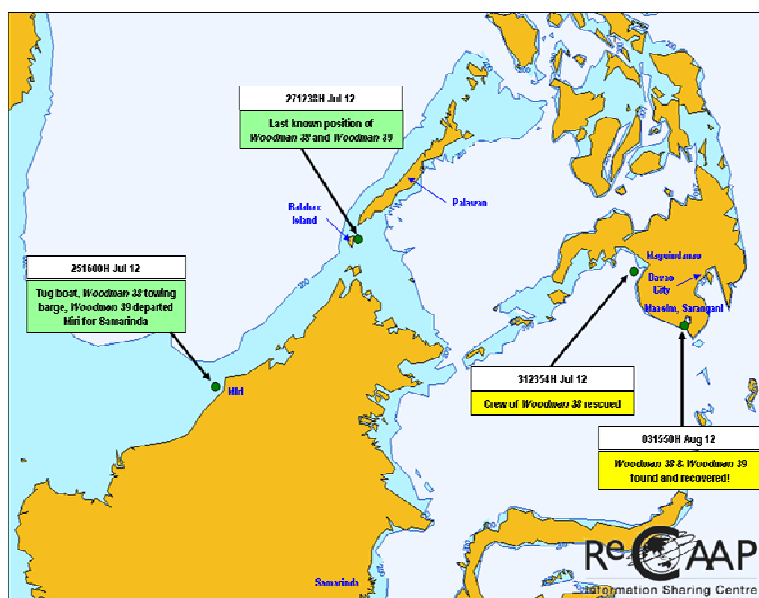 271238H Jul 12
Last known position of
Woodman 38 and Woodman 39
Palawan
Balabac
Island
251600H Jul 12
Tug boat, Woodman 38 towing
barge, Woodman 39 departed
Miri for Samarinda
Miri
Maguindanao
Davao
City
Maasim, Sarangani
312354H Jul 12
Crew of Woodman 38 rescued
031550H Aug 12
Woodman 38 & Woodman 39
found and recovered!
Samarinda
ReCAAP
Information Sharing Centre